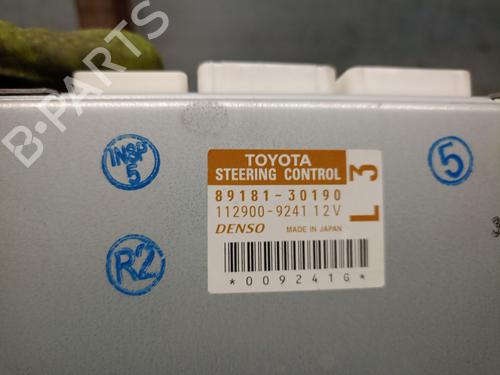 B-PARTS
INSP
5
TOYOTA
STEERING CONTROL
89181-30190
112900-9241 12V
DENSO MADE IN JAPAN
*009241G*
L3
5
R2